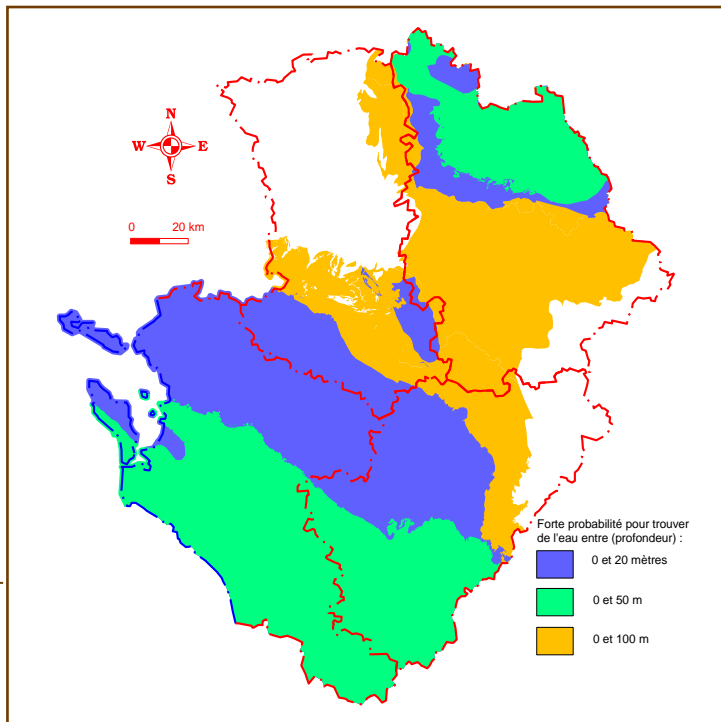 N
W E
S
0 20 km
Forte probabilité pour trouver
de l'eau entre (profondeur) :
0 et 20 mètres
0 et 50 m
0 et 100 m